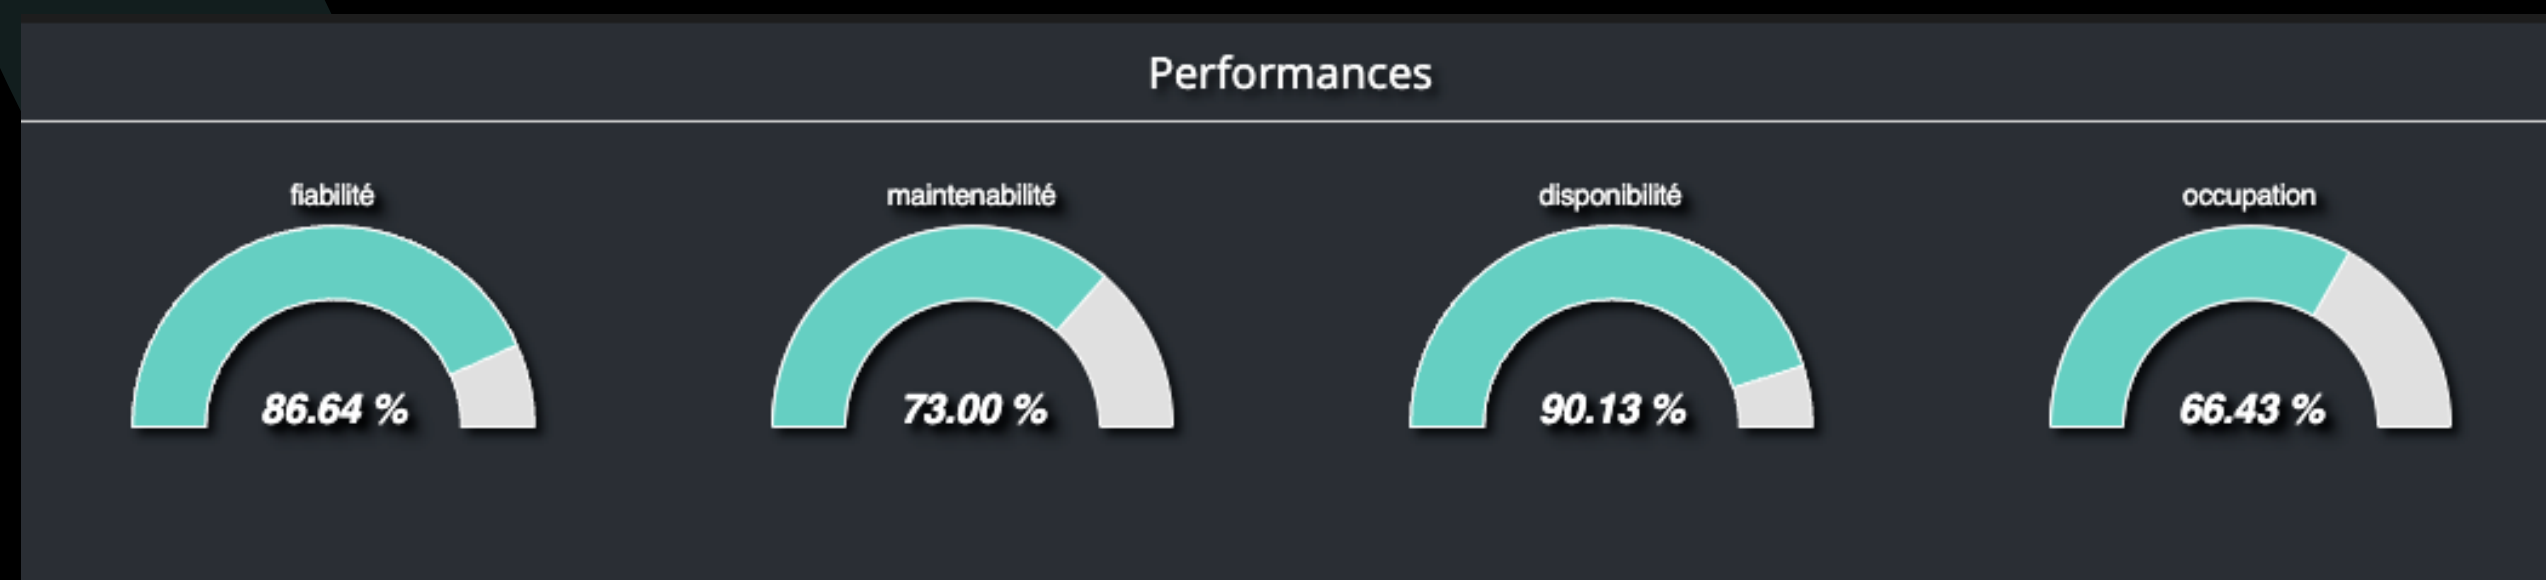 Performances
fiabilité
maintenabilité
disponibilité
occupation
86.64 %
73.00 %
90.13 %
66.43 %